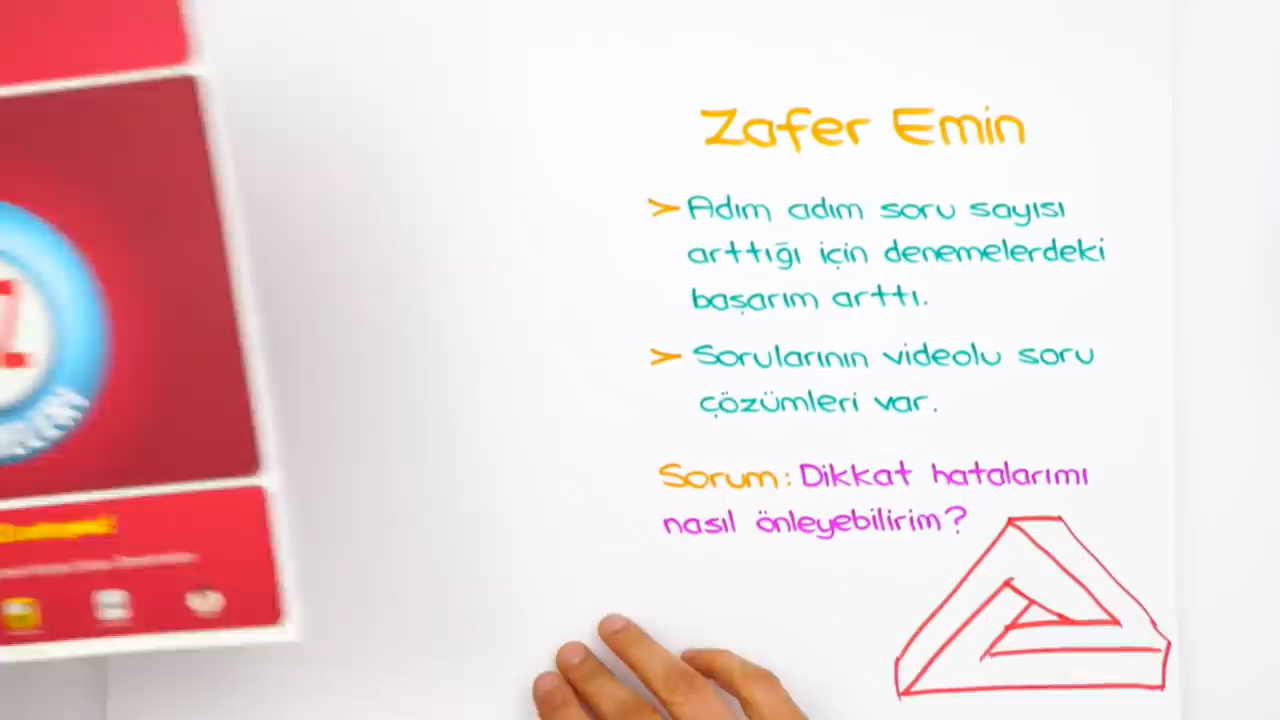 Zafer Emin
➤ Adım adım soru sayısı
arttığı için denemelerdeki
başarım arttı.
➤ Sorularının videolu soru
çözümleri var.
Sorum: Dikkat hatalarımı
nasıl önleyebilirim?